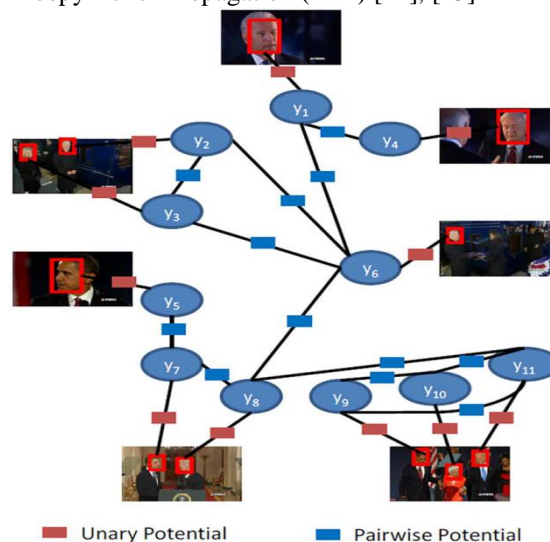 y1
y2
y4
y3
y6
y5
y7
y8
y9
y10
y11
Unary Potential
Pairwise Potential